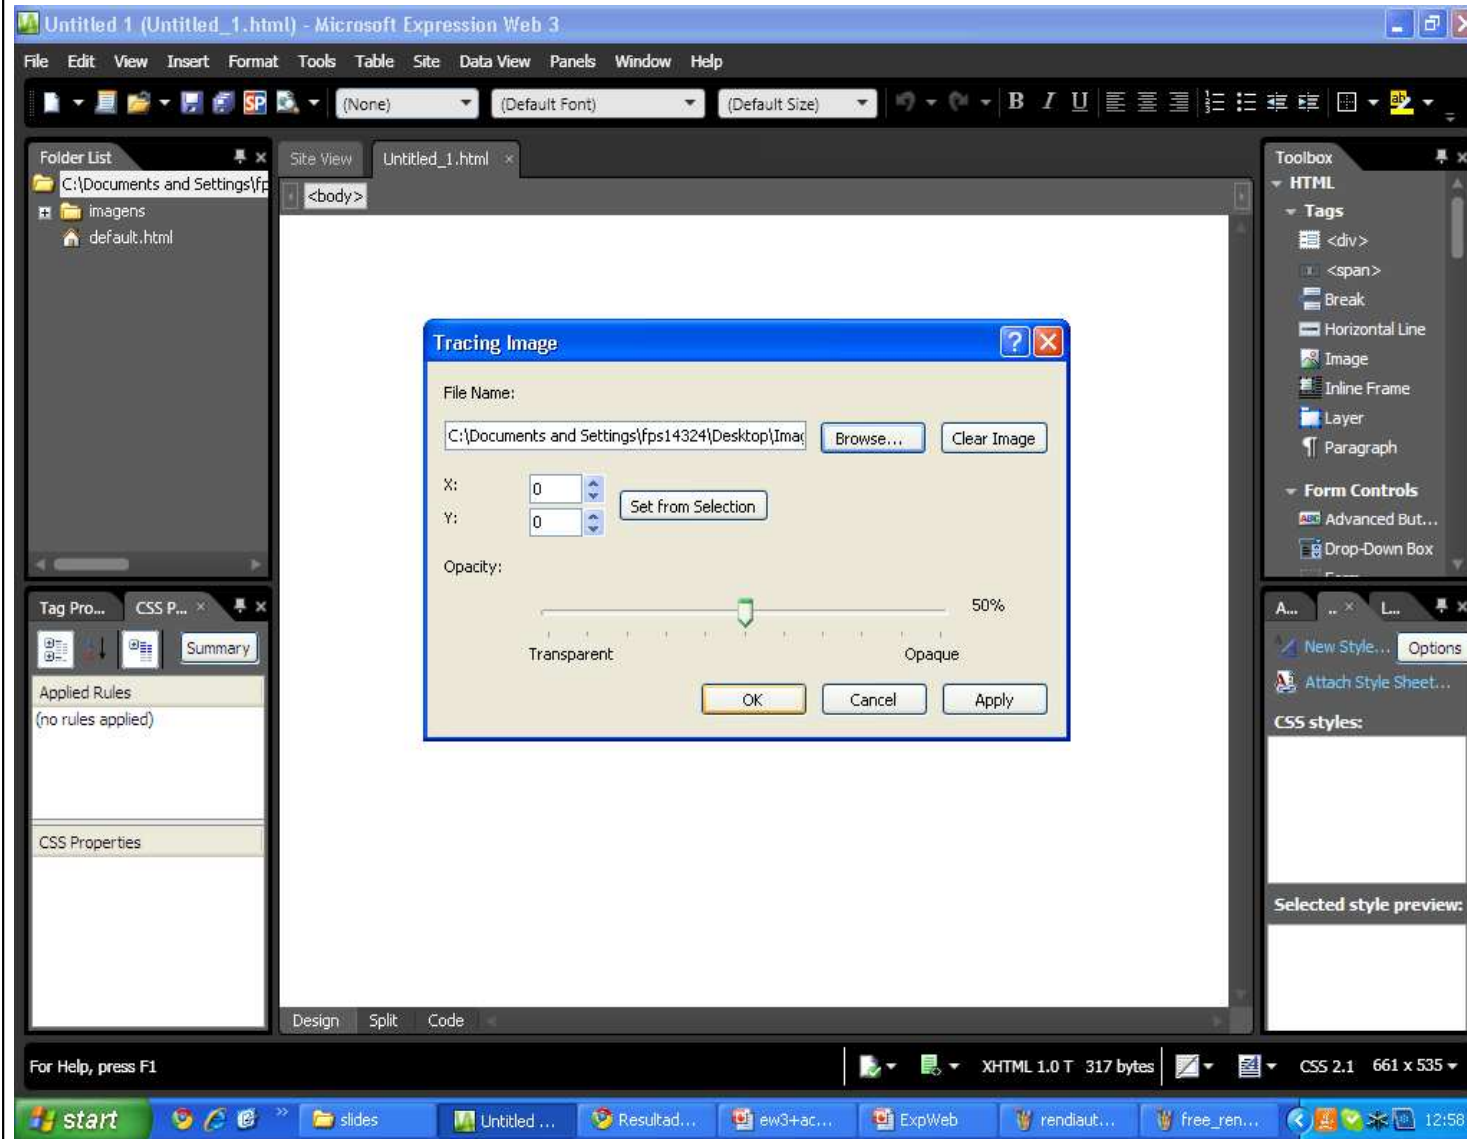 Untitled 1 (Untitled_1.html) - Microsoft Expression Web 3
File Edit View Insert Format Tools Table Site Data View Panels Window Help
SP (None) (Default Font) (Default Size) B I U ab
Folder List
C:\Documents and Settings\fp
imagens
default.html
Site View Untitled_1.html
<body>
Tracing Image
File Name:
C:\Documents and Settings\fps14324\Desktop\Imag Browse... Clear Image
X: 0
Set from Selection
Y: 0
Opacity:
50%
Transparent Opaque
OK Cancel Apply
Toolbox
HTML
Tags
<div>
<span>
Break
Horizontal Line
Image
Inline Frame
Layer
Paragraph
Form Controls
Advanced But...
Drop-Down Box
Tag Pro... CSS P...
Summary
Applied Rules
(no rules applied)
CSS Properties
A... .. L...
New Style... Options
Attach Style Sheet...
CSS styles:
Selected style preview:
Design Split Code
For Help, press F1 XHTML 1.0 T 317 bytes CSS 2.1 661 x 535
start slides Untitled ... Resultad... ew3+ac... ExpWeb rendiaut... free_ren... 12:58